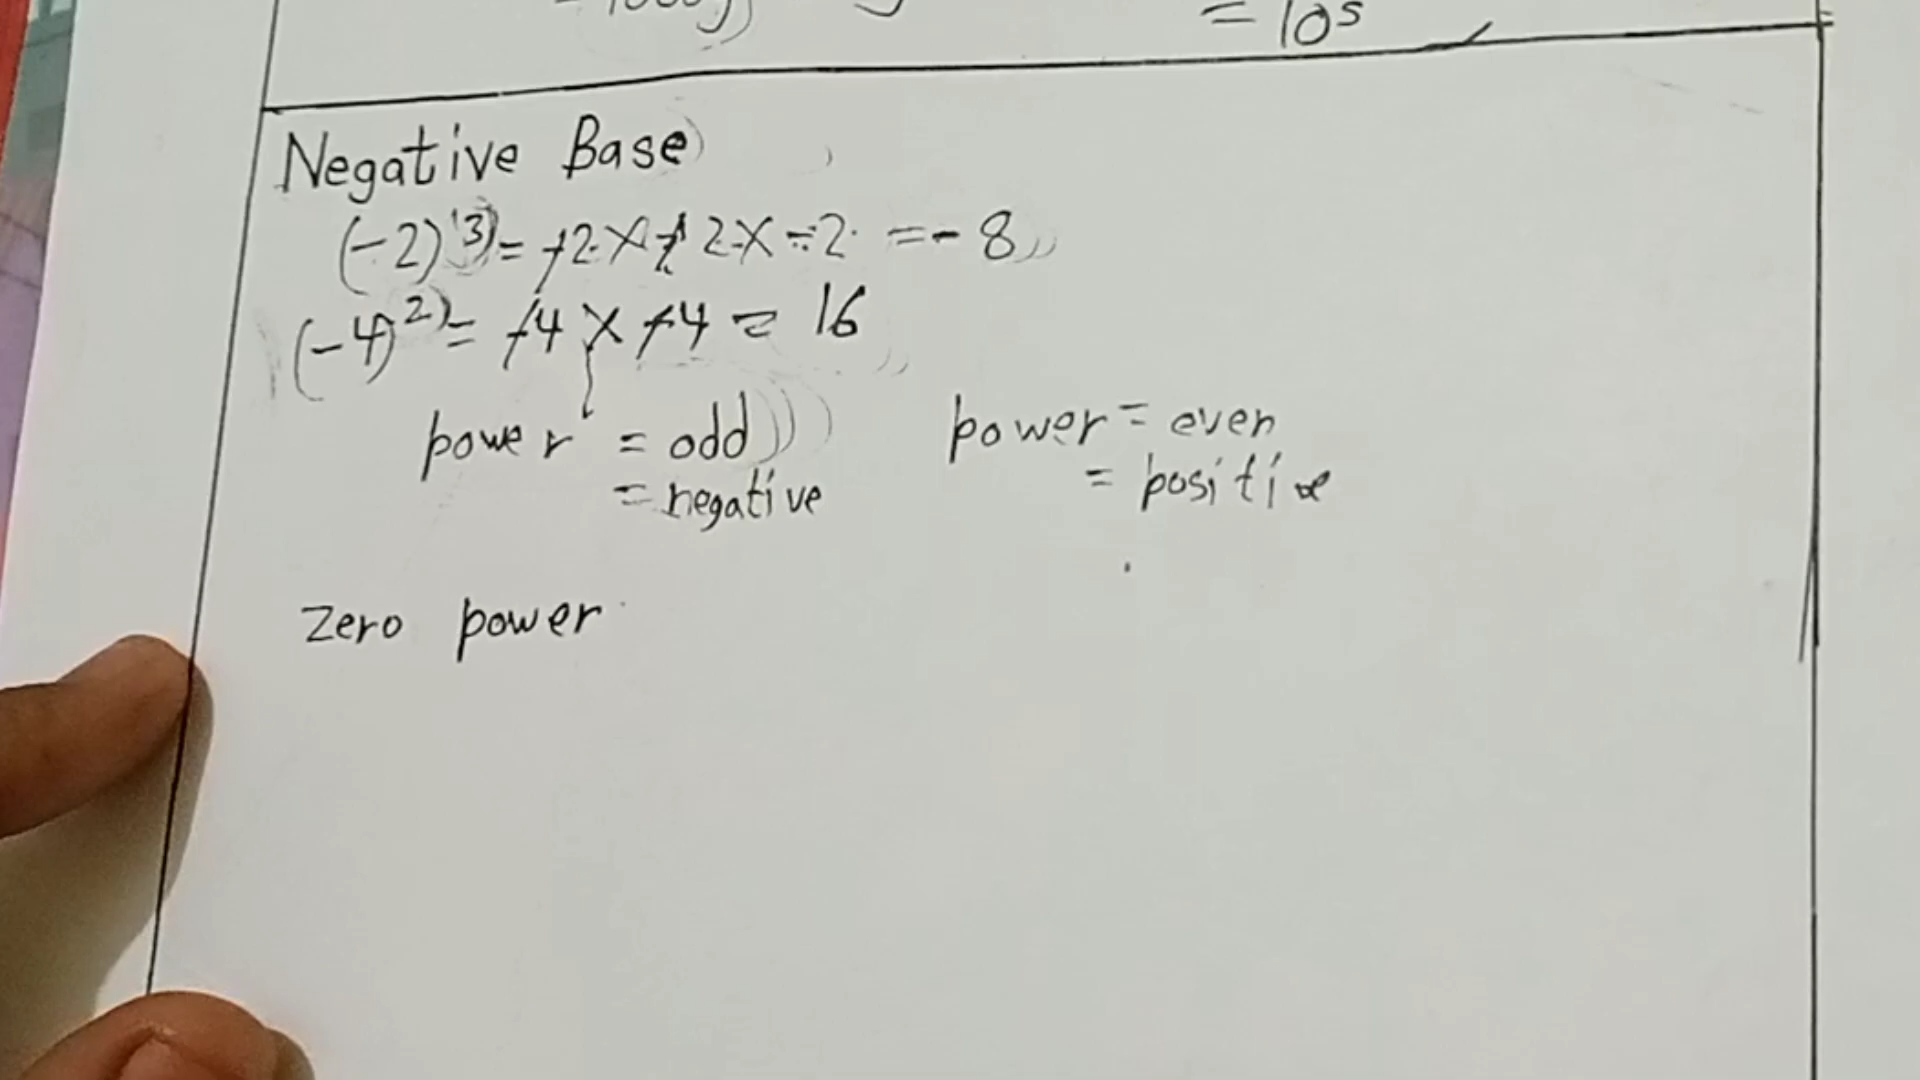 = 10⁵
Negative Base
(-2)³ = -2 x -2 x -2 = -8
(-4)² = -4 x -4 = 16
power = odd
= negative
power = even
= positive
Zero power